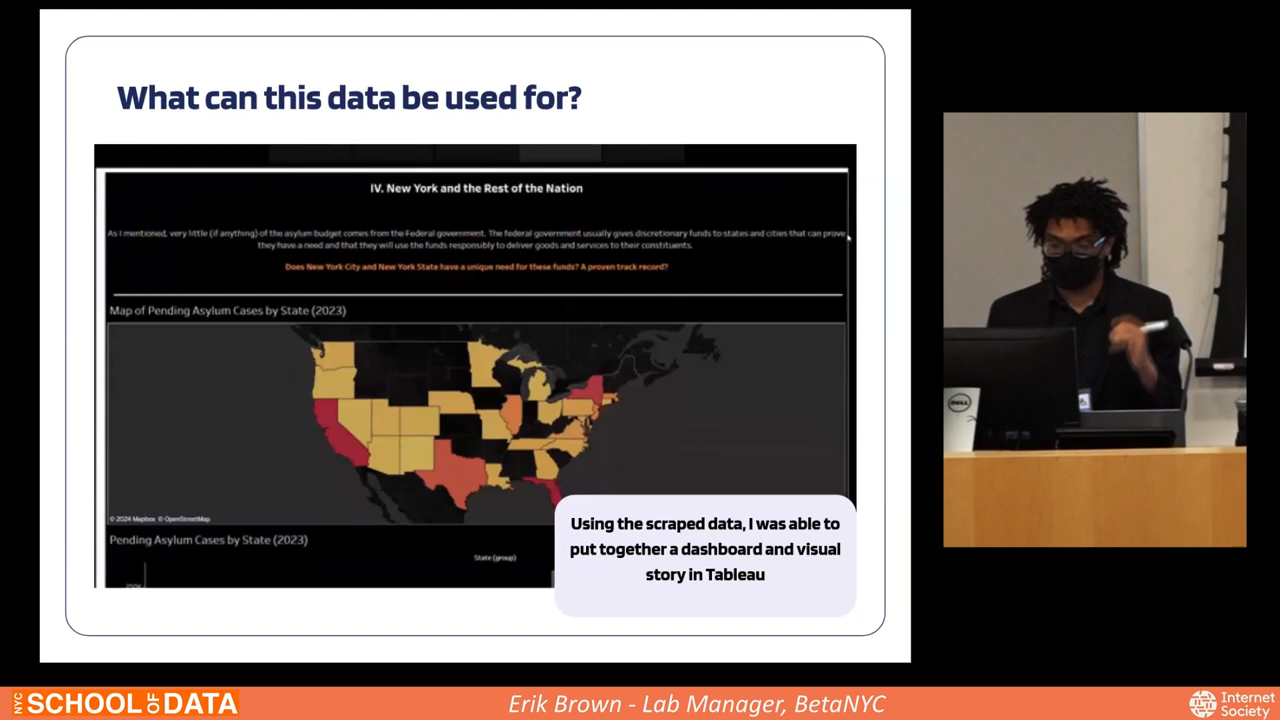 What can this data be used for?
IV. New York and the Rest of the Nation
As I mentioned, very little (if anything) of the asylum budget comes from the Federal government. The federal government usually gives discretionary funds to states and cities that can prove
they have a need and that they will use the funds responsibly to deliver goods and services to their constituents.
Does New York City and New York State have a unique need for these funds? A proven track record?
Map of Pending Asylum Cases by State (2023)
© 2024 Mapbox © OpenStreetMap
Pending Asylum Cases by State (2023)
State (group)
Using the scraped data, I was able to
put together a dashboard and visual
story in Tableau
DELL
NYC SCHOOL OF DATA
Erik Brown - Lab Manager, BetaNYC
Internet
Society